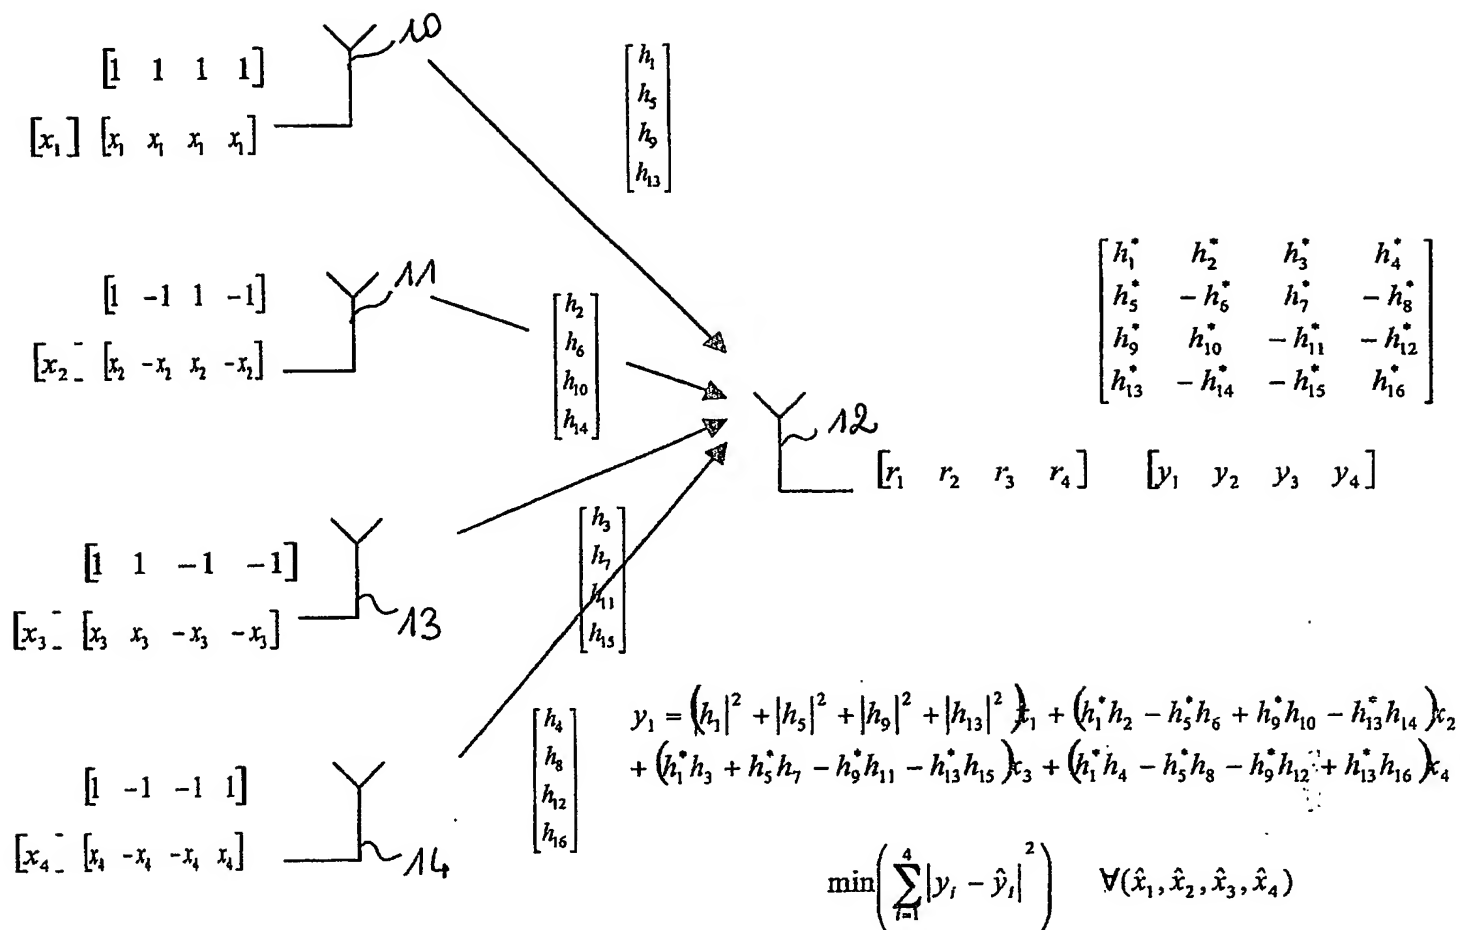 10
[1 1 1 1]
[x₁] [x₁ x₁ x₁ x₁]
[h₁ h₅ h₉ h₁₃]
11
[1 -1 1 -1]
[x₂] [x₂ -x₂ x₂ -x₂]
[h₂ h₆ h₁₀ h₁₄]
[h₁* h₂* h₃* h₄*
h₅* -h₆* h₇* -h₈*
h₉* h₁₀* -h₁₁* -h₁₂*
h₁₃* -h₁₄* -h₁₅* h₁₆*]
12
[r₁ r₂ r₃ r₄] [y₁ y₂ y₃ y₄]
[1 1 -1 -1]
[x₃] [x₃ x₃ -x₃ -x₃]
13
[h₃ h₇ h₁₁ h₁₅]
[1 -1 -1 1]
[x₄] [x₄ -x₄ -x₄ x₄]
14
[h₄ h₈ h₁₂ h₁₆]
y₁ = (|h₁|² + |h₅|² + |h₉|² + |h₁₃|²)x₁ + (h₁*h₂ - h₅*h₆ + h₉*h₁₀ - h₁₃*h₁₄)x₂
+ (h₁*h₃ + h₅*h₇ - h₉*h₁₁ - h₁₃*h₁₅)x₃ + (h₁*h₄ - h₅*h₈ - h₉*h₁₂ + h₁₃*h₁₆)x₄
min(∑ᵢ₌₁⁴ |yᵢ - ŷᵢ|²) ∀(x̂₁, x̂₂, x̂₃, x̂₄)